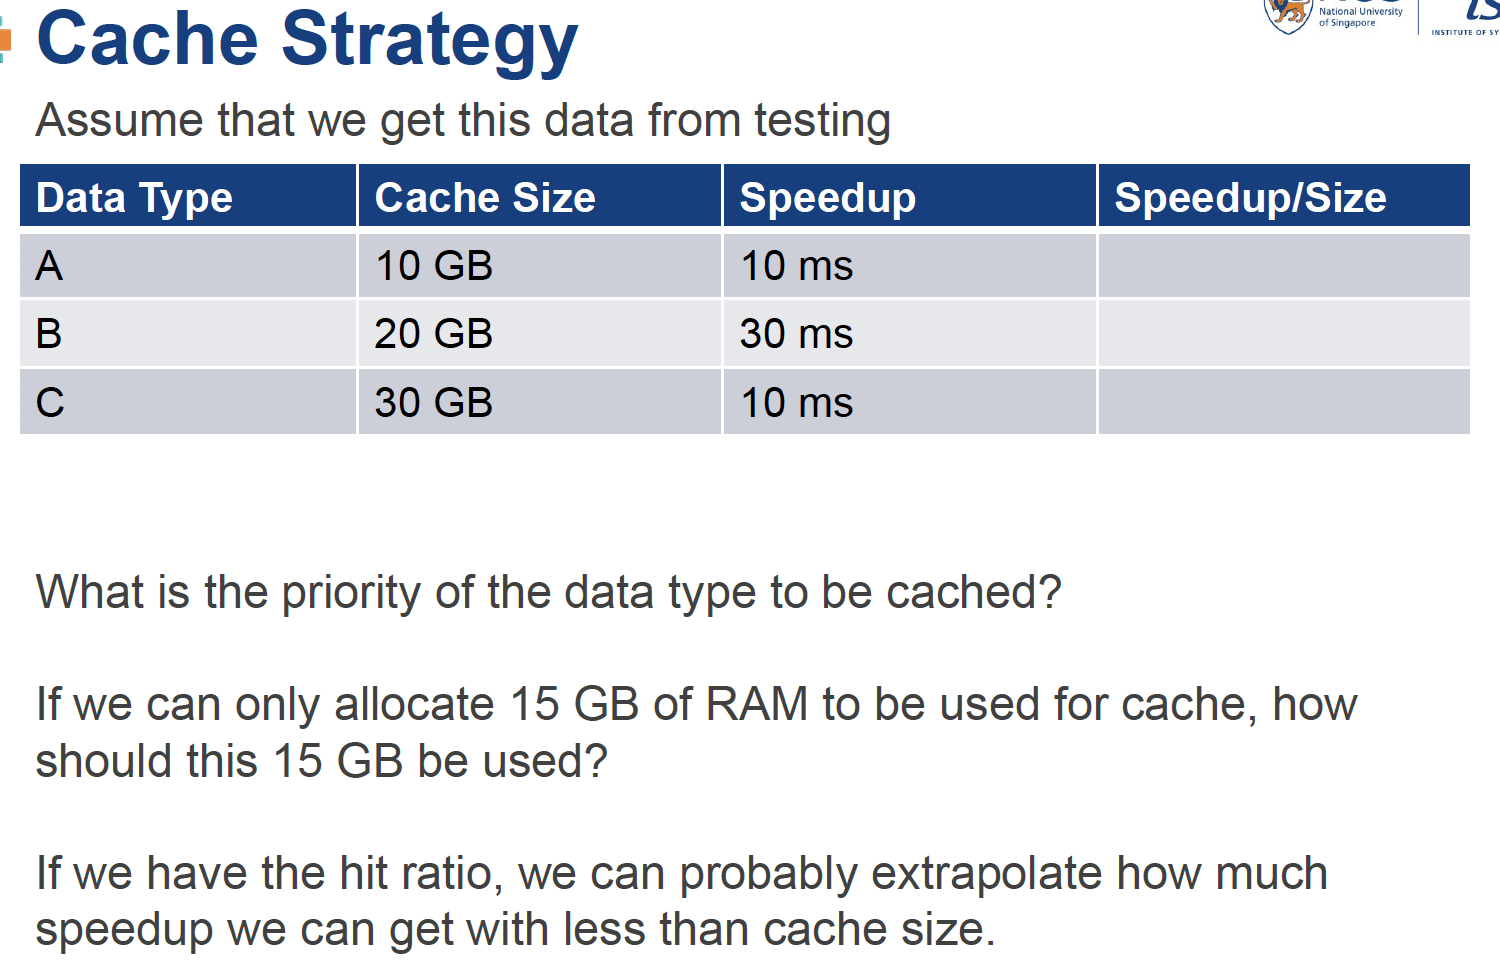 Cache Strategy
National University
of Singapore
INSTITUTE OF SY
Assume that we get this data from testing
Data Type Cache Size Speedup Speedup/Size
A 10 GB 10 ms
B 20 GB 30 ms
C 30 GB 10 ms
What is the priority of the data type to be cached?
If we can only allocate 15 GB of RAM to be used for cache, how
should this 15 GB be used?
If we have the hit ratio, we can probably extrapolate how much
speedup we can get with less than cache size.